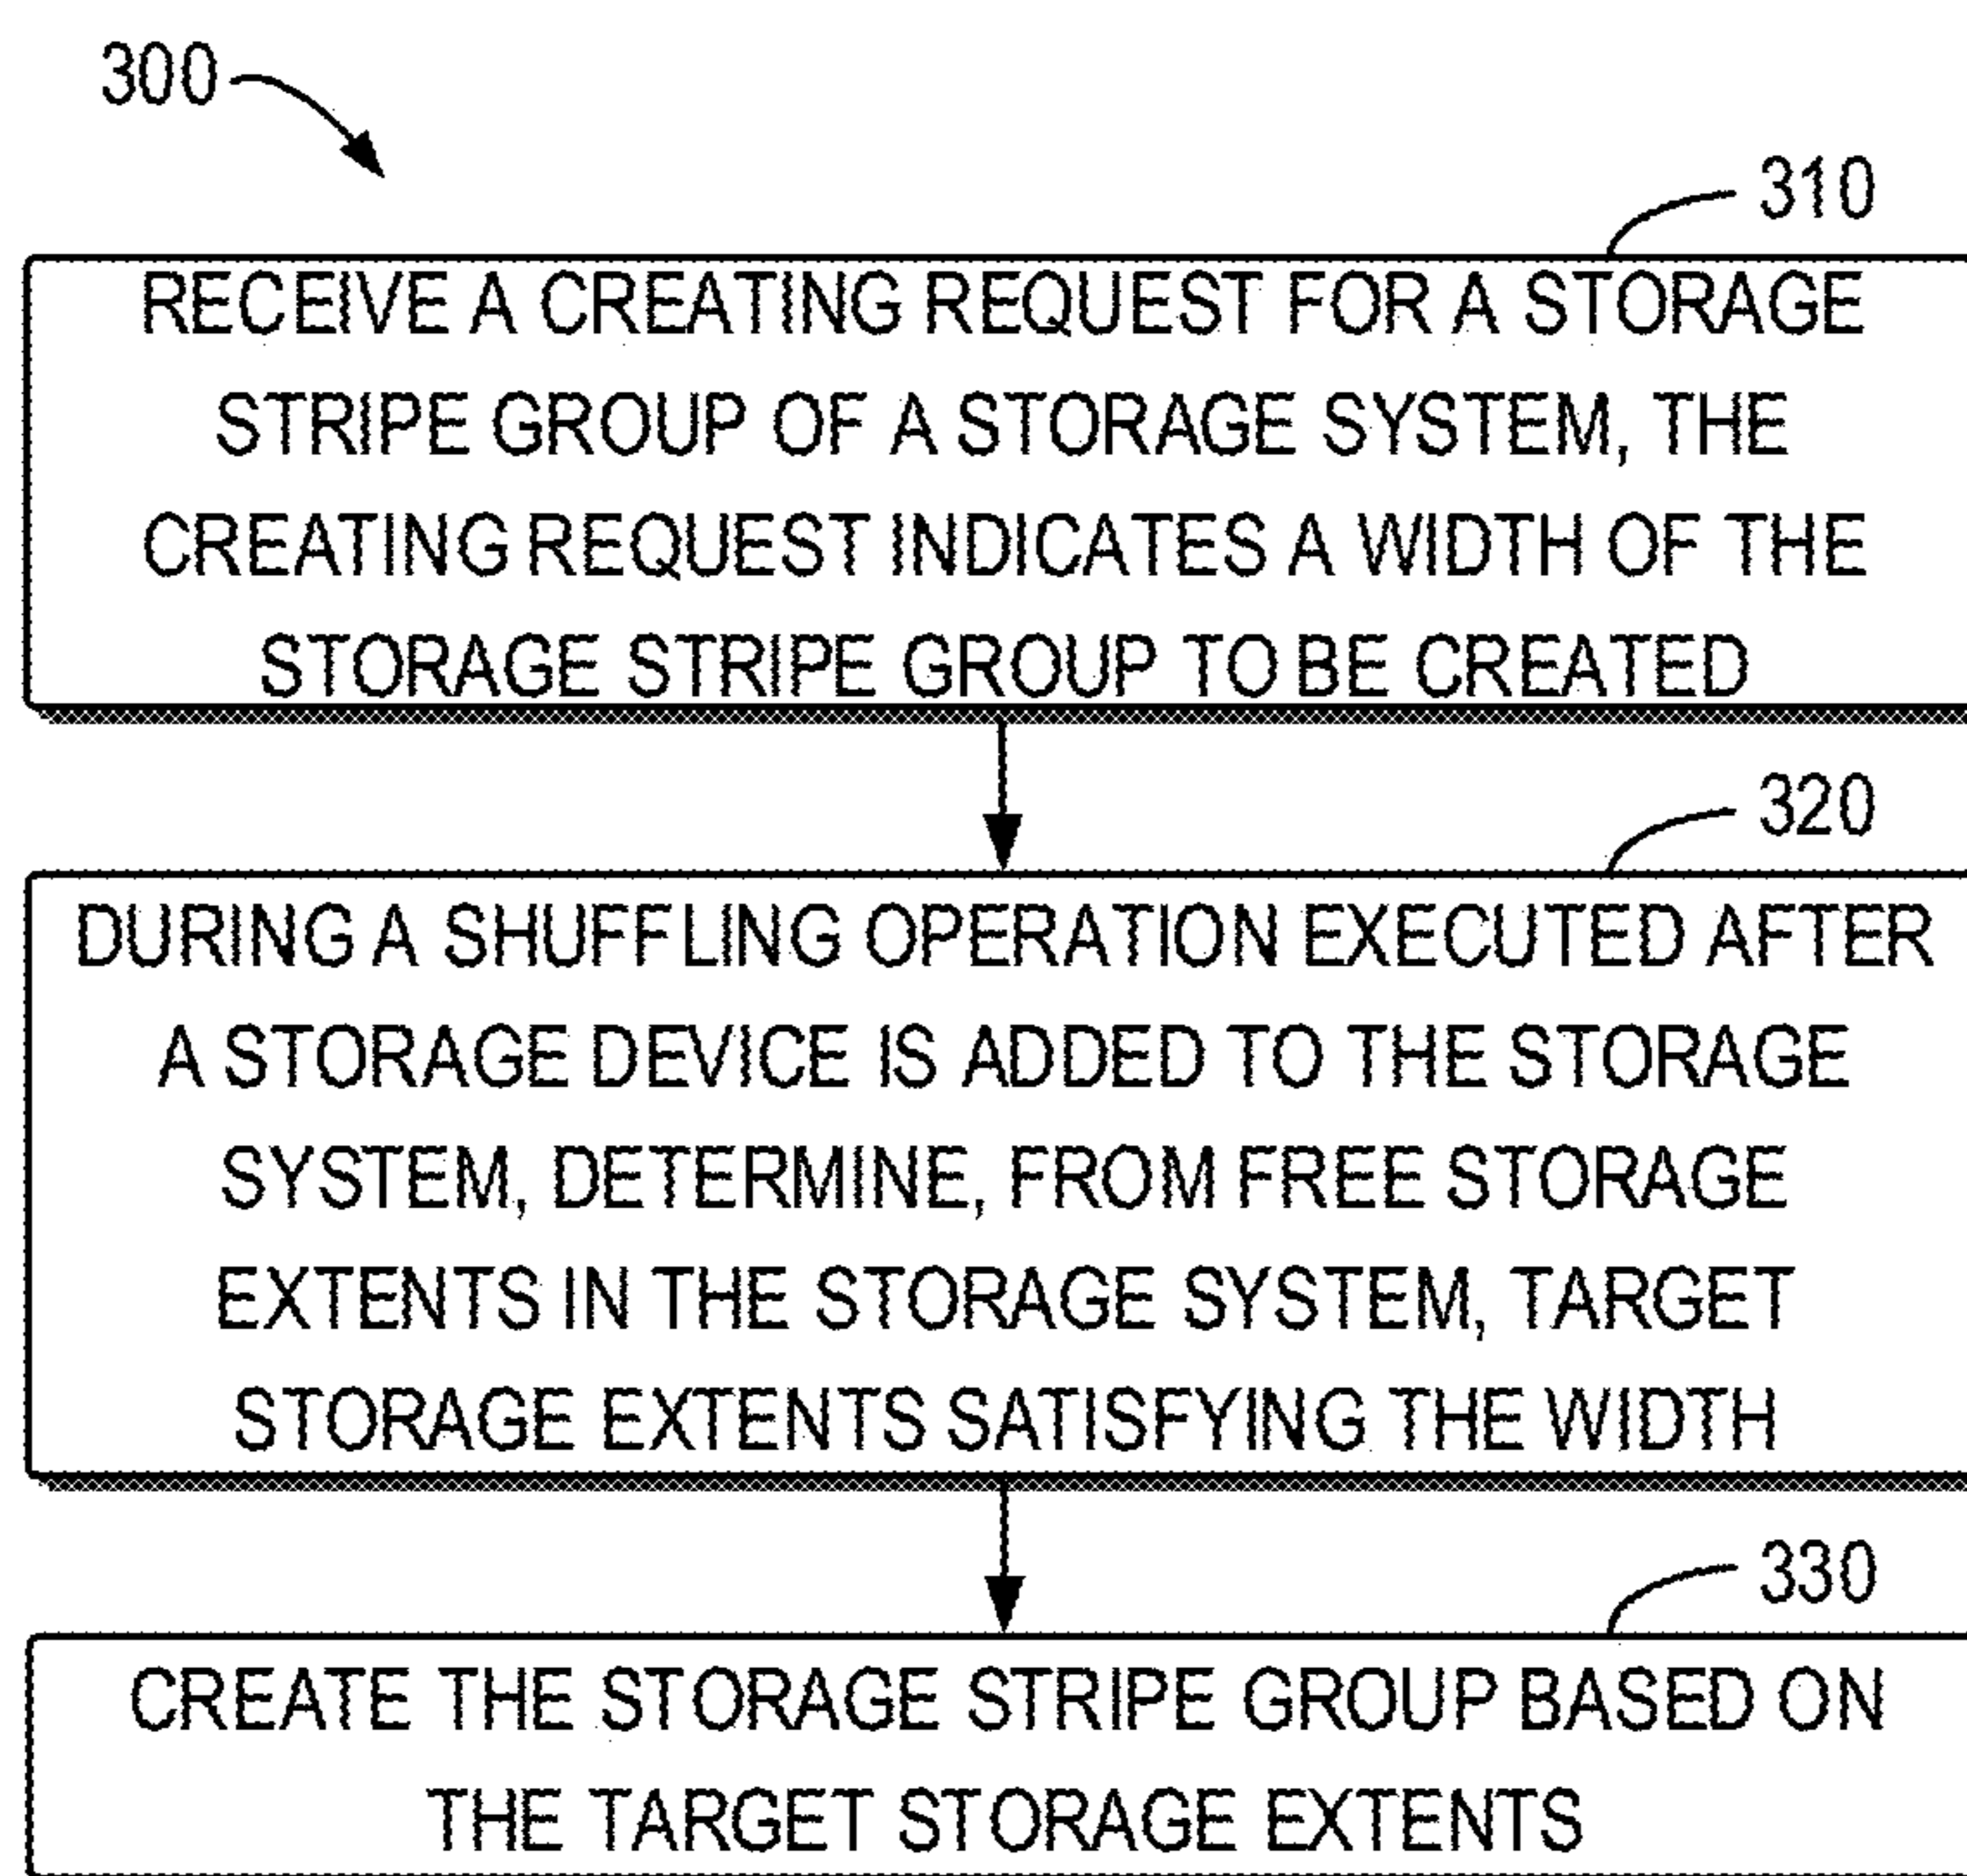 300
310
RECEIVE A CREATING REQUEST FOR A STORAGE
STRIPE GROUP OF A STORAGE SYSTEM, THE
CREATING REQUEST INDICATES A WIDTH OF THE
STORAGE STRIPE GROUP TO BE CREATED
320
DURING A SHUFFLING OPERATION EXECUTED AFTER
A STORAGE DEVICE IS ADDED TO THE STORAGE
SYSTEM, DETERMINE, FROM FREE STORAGE
EXTENTS IN THE STORAGE SYSTEM, TARGET
STORAGE EXTENTS SATISFYING THE WIDTH
330
CREATE THE STORAGE STRIPE GROUP BASED ON
THE TARGET STORAGE EXTENTS